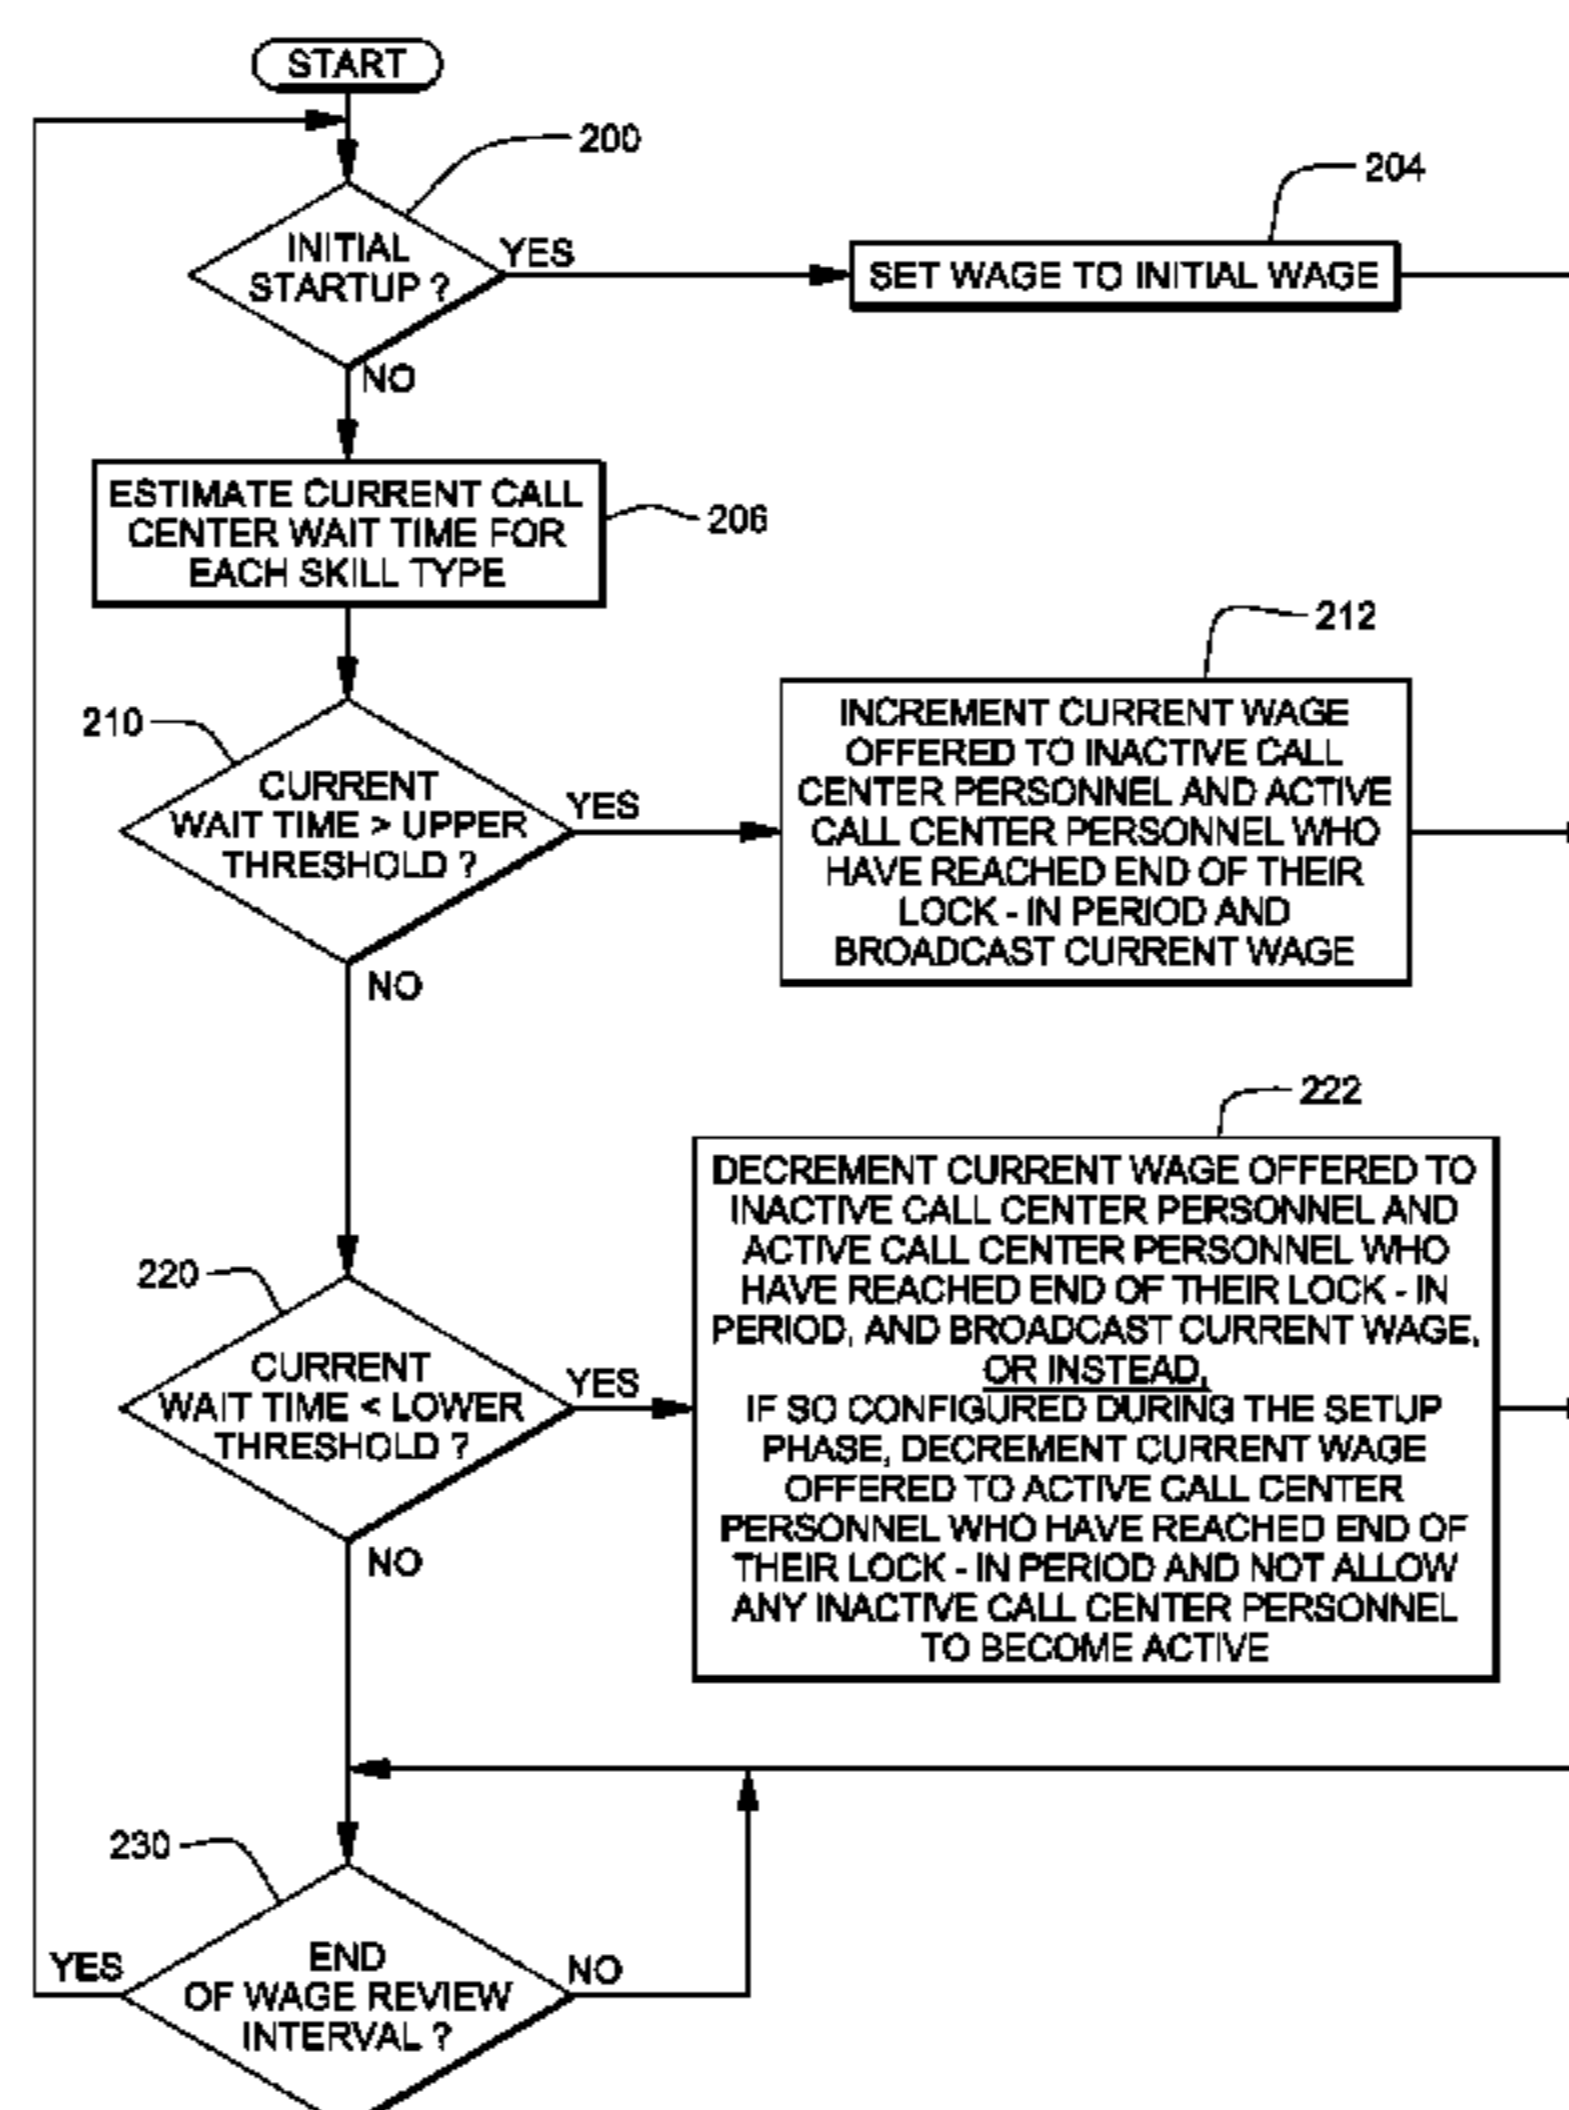 START
200
204
INITIAL
STARTUP ?
YES
SET WAGE TO INITIAL WAGE
NO
ESTIMATE CURRENT CALL
CENTER WAIT TIME FOR
EACH SKILL TYPE
206
212
210
CURRENT
WAIT TIME > UPPER
THRESHOLD ?
YES
INCREMENT CURRENT WAGE
OFFERED TO INACTIVE CALL
CENTER PERSONNEL AND ACTIVE
CALL CENTER PERSONNEL WHO
HAVE REACHED END OF THEIR
LOCK - IN PERIOD AND
BROADCAST CURRENT WAGE
NO
222
220
CURRENT
WAIT TIME < LOWER
THRESHOLD ?
YES
DECREMENT CURRENT WAGE OFFERED TO
INACTIVE CALL CENTER PERSONNEL AND
ACTIVE CALL CENTER PERSONNEL WHO
HAVE REACHED END OF THEIR LOCK - IN
PERIOD, AND BROADCAST CURRENT WAGE,
OR INSTEAD,
IF SO CONFIGURED DURING THE SETUP
PHASE, DECREMENT CURRENT WAGE
OFFERED TO ACTIVE CALL CENTER
PERSONNEL WHO HAVE REACHED END OF
THEIR LOCK - IN PERIOD AND NOT ALLOW
ANY INACTIVE CALL CENTER PERSONNEL
TO BECOME ACTIVE
NO
230
YES
END
OF WAGE REVIEW
INTERVAL ?
NO